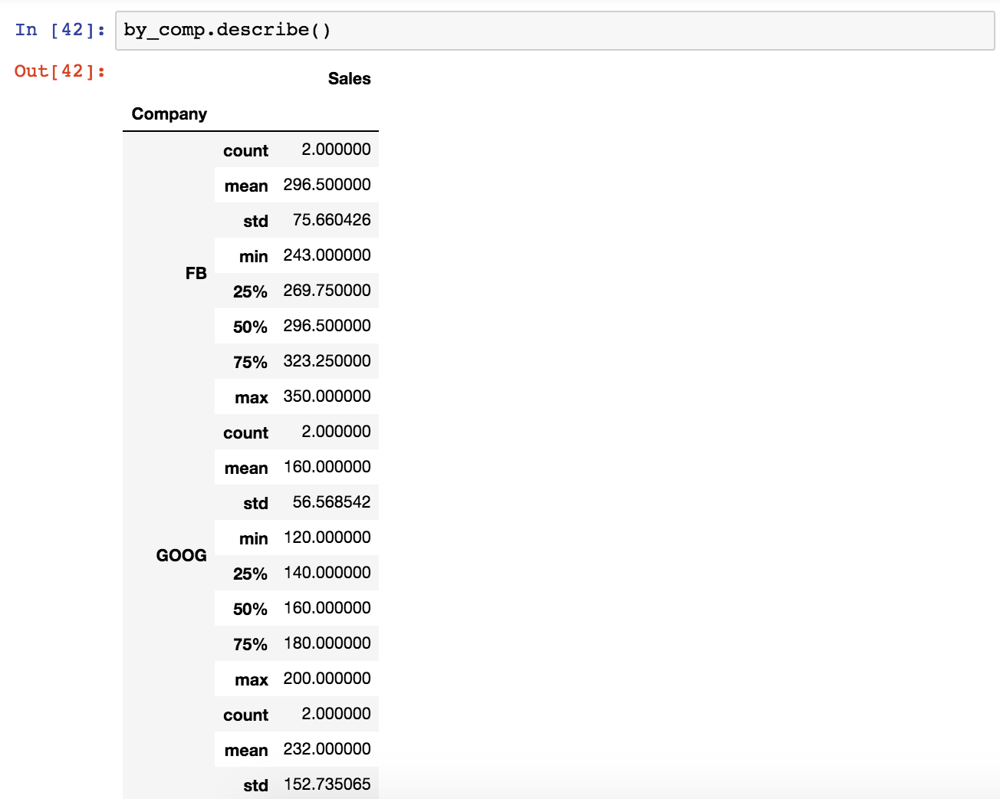 In [42]: by_comp.describe()
Out[42]:
Sales
Company
count 2.000000
mean 296.500000
std 75.660426
min 243.000000
FB
25% 269.750000
50% 296.500000
75% 323.250000
max 350.000000
count 2.000000
mean 160.000000
std 56.568542
min 120.000000
GOOG
25% 140.000000
50% 160.000000
75% 180.000000
max 200.000000
count 2.000000
mean 232.000000
std 152.735065